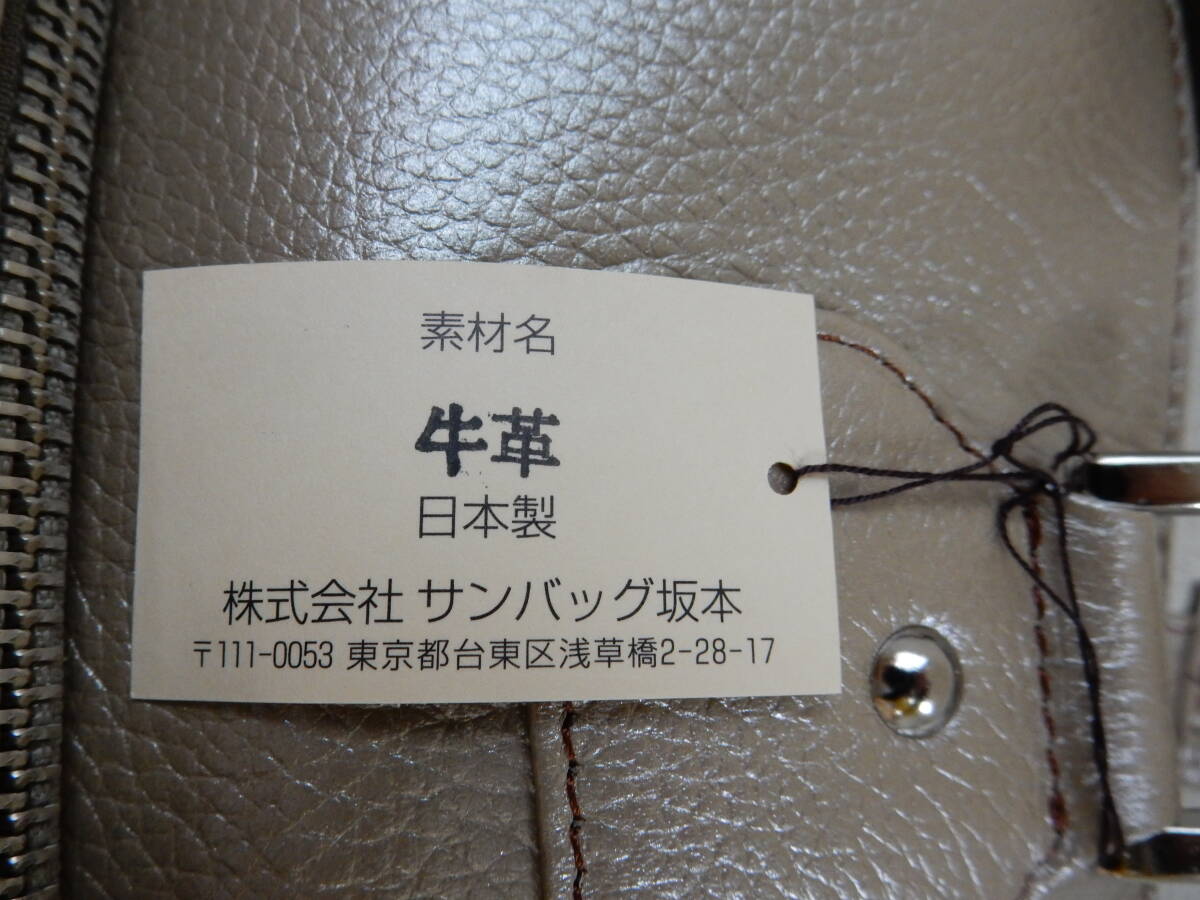 素材名
牛革
日本製
株式会社 サンバッグ坂本
〒111-0053 東京都台東区浅草橋2-28-17